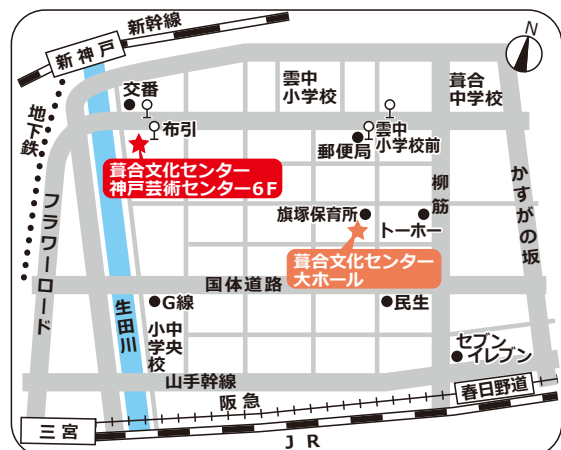 新幹線
新神戸
N
交番
雲中
小学校
葺合
中学校
布引
雲中
小学校前
郵便局
地下鉄
葺合文化センター
神戸芸術センター6F
フラワーロード
柳筋
かすがの坂
旗塚保育所
トーホー
葺合文化センター
大ホール
国体道路
生田川
G線
民生
中央
小学校
セブン
イレブン
山手幹線
阪急
春日野道
三宮
JR